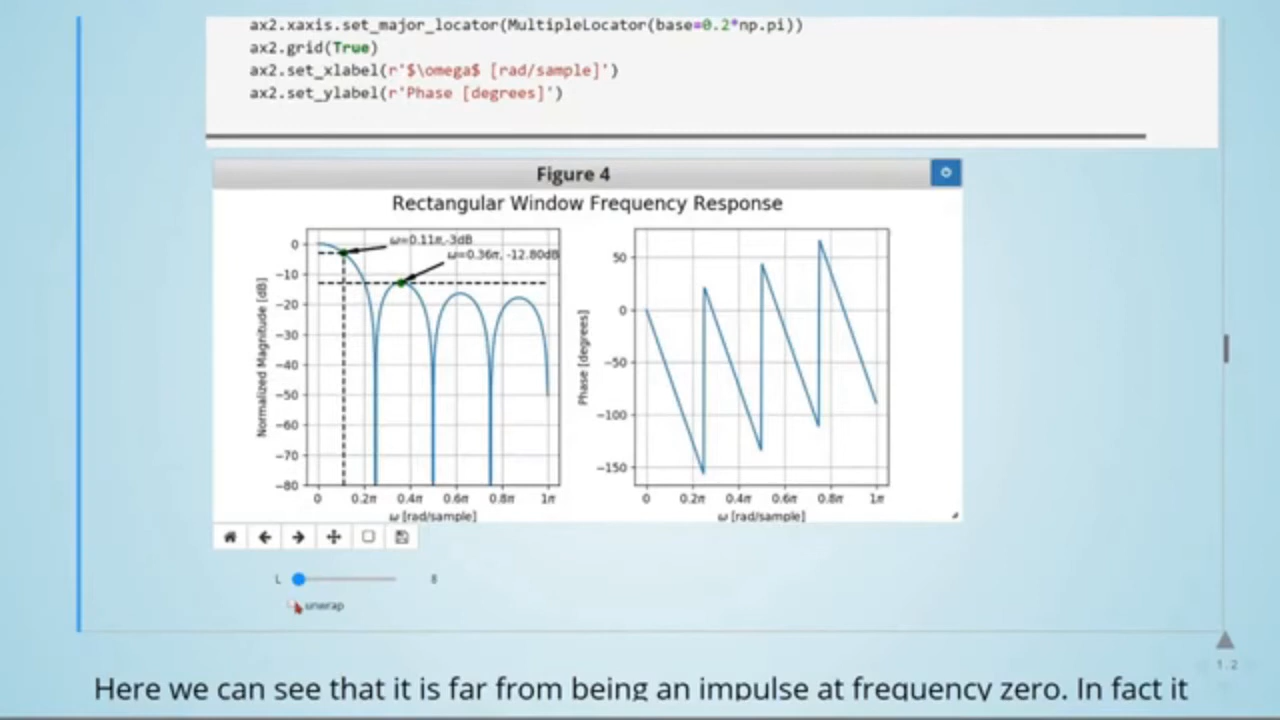 ax2.xaxis.set_major_locator(MultipleLocator(base=0.2*np.pi))
ax2.grid(True)
ax2.set_xlabel(r'$\omega$ [rad/sample]')
ax2.set_ylabel(r'Phase [degrees]')
Figure 4
Rectangular Window Frequency Response
ω=0.11π,-3dB
ω=0.36π, -12.80dB
Normalized Magnitude [dB]
0
−10
−20
−30
−40
−50
−60
−70
−80
0 0.2π 0.4π 0.6π 0.8π 1π
ω [rad/sample]
Phase [degrees]
50
0
−50
−100
−150
0 0.2π 0.4π 0.6π 0.8π 1π
ω [rad/sample]
L 8
unwrap
1.2
Here we can see that it is far from being an impulse at frequency zero. In fact it